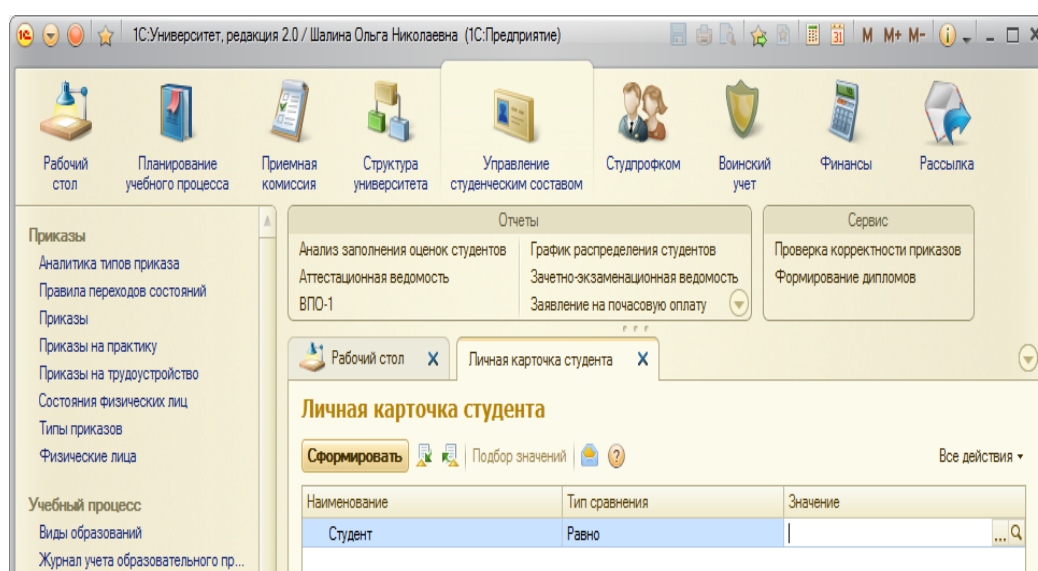 1С:Университет, редакция 2.0 / Шалина Ольга Николаевна (1С:Предприятие)
31 M M+ M-
Рабочий стол
Планирование учебного процесса
Приемная комиссия
Структура университета
Управление студенческим составом
Студпрофком
Воинский учет
Финансы
Рассылка
Приказы
Аналитика типов приказа
Правила переходов состояний
Приказы
Приказы на практику
Приказы на трудоустройство
Состояния физических лиц
Типы приказов
Физические лица
Учебный процесс
Виды образований
Журнал учета образовательного пр...
Отчеты
Анализ заполнения оценок студентов
Аттестационная ведомость
ВПО-1
График распределения студентов
Зачетно-экзаменационная ведомость
Заявление на почасовую оплату
Сервис
Проверка корректности приказов
Формирование дипломов
Рабочий стол X
Личная карточка студента X
Личная карточка студента
Сформировать Подбор значений ? Все действия
Наименование Тип сравнения Значение
Студент Равно ...